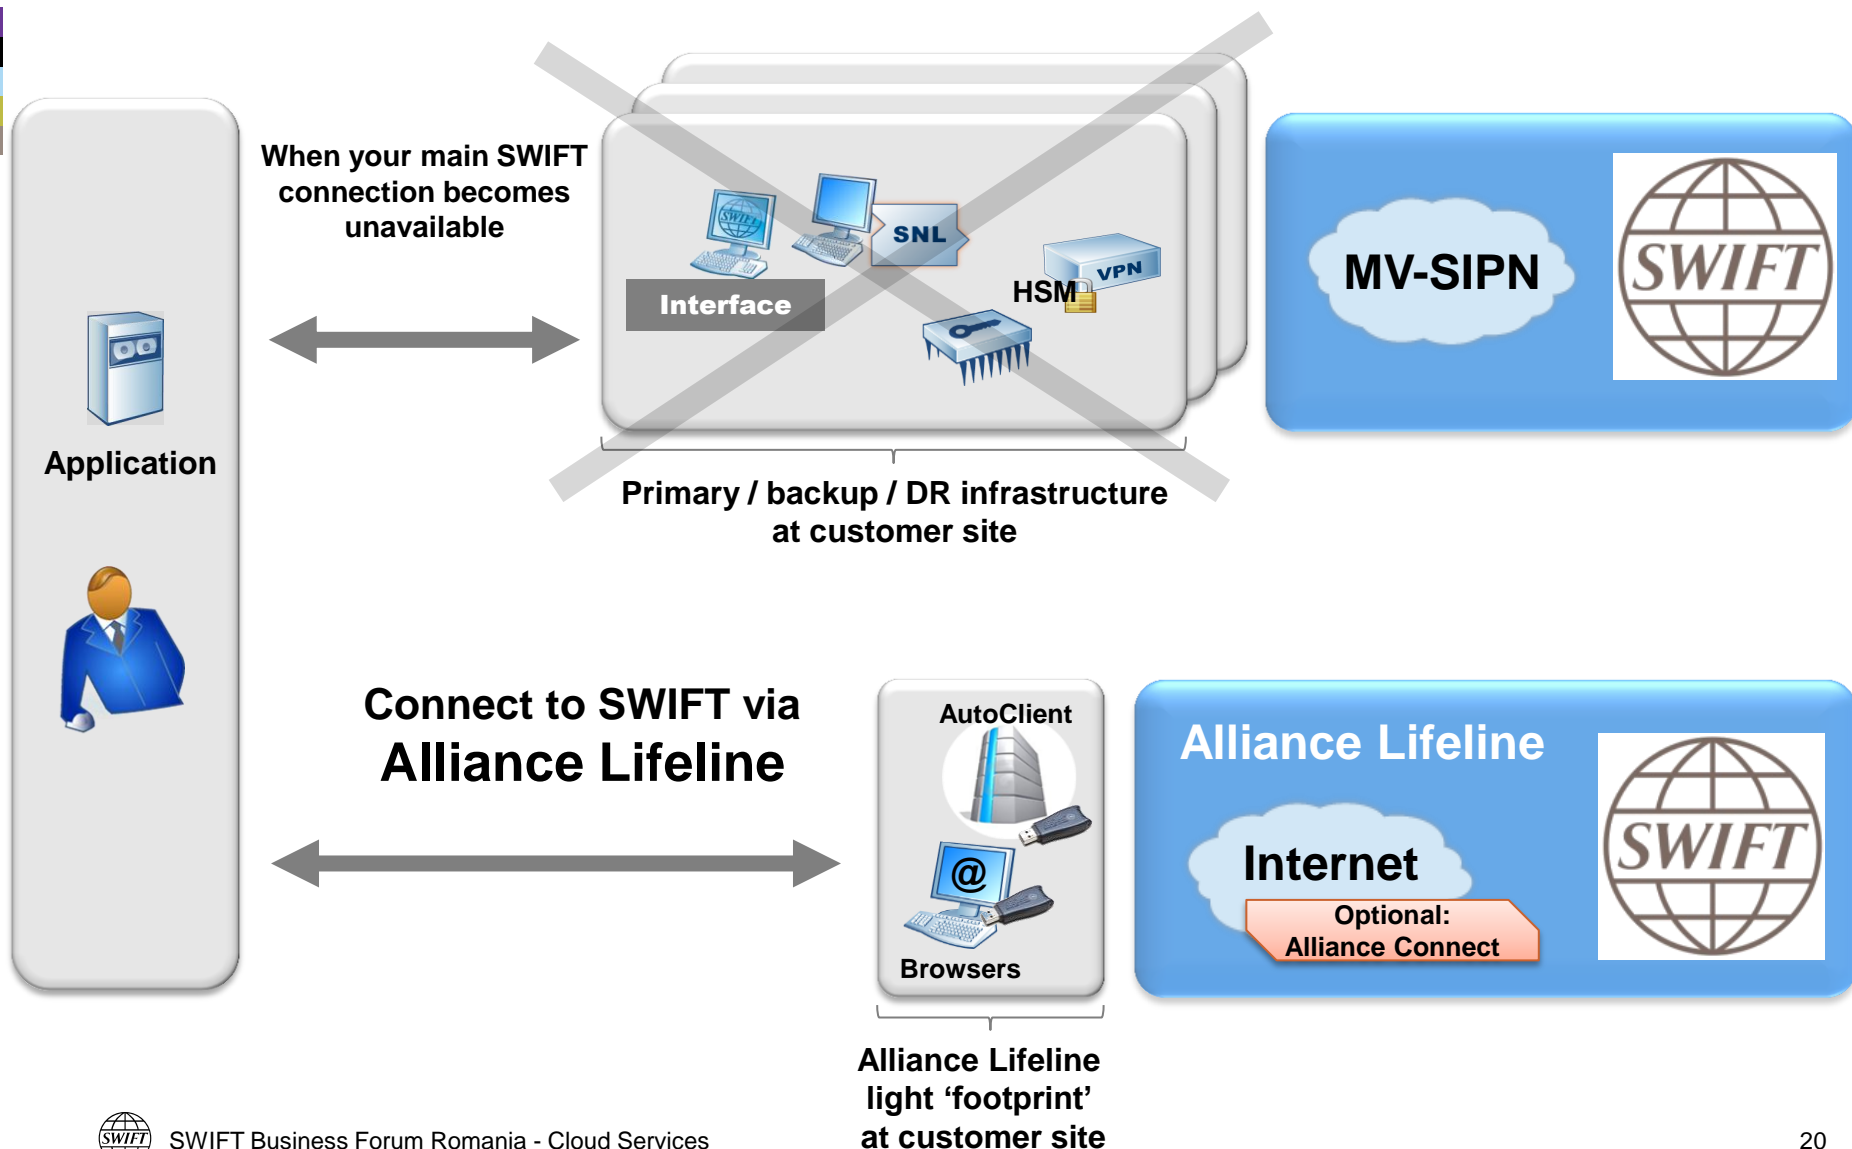 When your main SWIFT
connection becomes
unavailable
Application
SWIFT
SNL
VPN
HSM
Interface
Primary / backup / DR infrastructure
at customer site
MV-SIPN
SWIFT
Connect to SWIFT via
Alliance Lifeline
AutoClient
@
Browsers
Alliance Lifeline
light ‘footprint’
at customer site
Alliance Lifeline
Internet
Optional:
Alliance Connect
SWIFT
SWIFT
SWIFT Business Forum Romania - Cloud Services
20